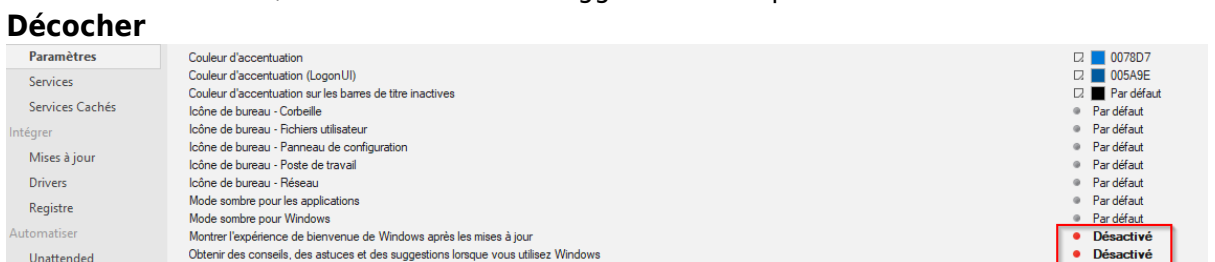 Décocher
Paramètres
Services
Services Cachés
Intégrer
Mises à jour
Drivers
Registre
Automatiser
Unattended
Couleur d'accentuation 0078D7
Couleur d'accentuation (LogonUI) 005A9E
Couleur d'accentuation sur les barres de titre inactives Par défaut
Icône de bureau - Corbeille Par défaut
Icône de bureau - Fichiers utilisateur Par défaut
Icône de bureau - Panneau de configuration Par défaut
Icône de bureau - Poste de travail Par défaut
Icône de bureau - Réseau Par défaut
Mode sombre pour les applications Par défaut
Mode sombre pour Windows Par défaut
Montrer l'expérience de bienvenue de Windows après les mises à jour Désactivé
Obtenir des conseils, des astuces et des suggestions lorsque vous utilisez Windows Désactivé